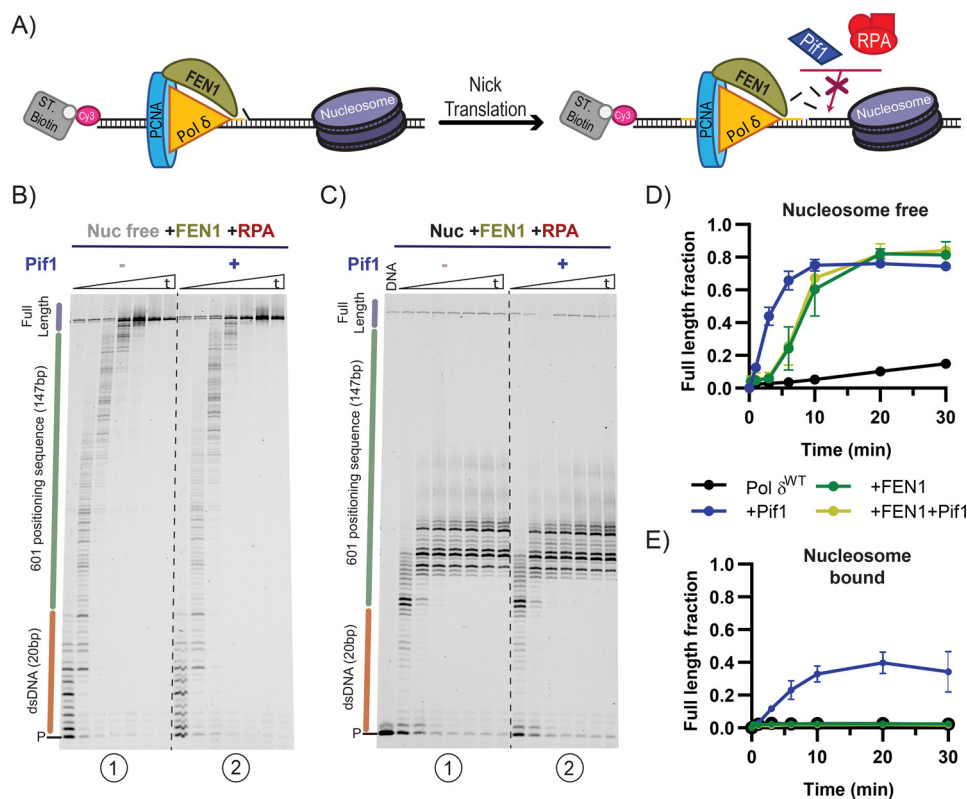 A)
ST.
Biotin
Cy3
PCNA
FEN1
Pol δ
Nucleosome
Nick
Translation
ST.
Biotin
Cy3
PCNA
FEN1
Pol δ
Pif1
RPA
Nucleosome
B)
Nuc free +FEN1 +RPA
Pif1 - +
t t
Full
Length
601 positioning sequence (147bp)
dsDNA (20bp)
P
1 2
C)
Nuc +FEN1 +RPA
Pif1 - +
DNA
t t
Full
Length
601 positioning sequence (147bp)
dsDNA (20bp)
P
1 2
D)
Nucleosome free
Full length fraction
1.0
0.8
0.6
0.4
0.2
0.0
0 10 20 30
Time (min)
Pol δWT +FEN1
+Pif1 +FEN1+Pif1
E)
Nucleosome
bound
Full length fraction
1.0
0.8
0.6
0.4
0.2
0.0
0 10 20 30
Time (min)